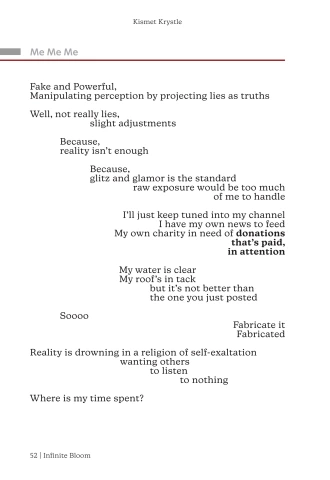 Kismet Krystle
Me Me Me
Fake and Powerful,
Manipulating perception by projecting lies as truths
Well, not really lies,
slight adjustments
Because,
reality isn't enough
Because,
glitz and glamor is the standard
raw exposure would be too much
of me to handle
I'll just keep tuned into my channel
I have my own news to feed
My own charity in need of donations
that's paid,
in attention
My water is clear
My roof's in tack
but it's not better than
the one you just posted
Soooo
Fabricate it
Fabricated
Reality is drowning in a religion of self-exaltation
wanting others
to listen
to nothing
Where is my time spent?
52 | Infinite Bloom